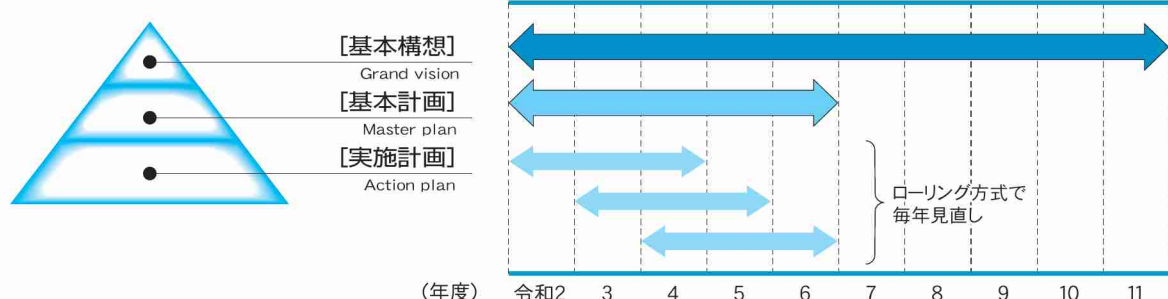 [基本構想]
Grand vision
[基本計画]
Master plan
[実施計画]
Action plan
ローリング方式で
毎年見直し
(年度) 令和2 3 4 5 6 7 8 9 10 11